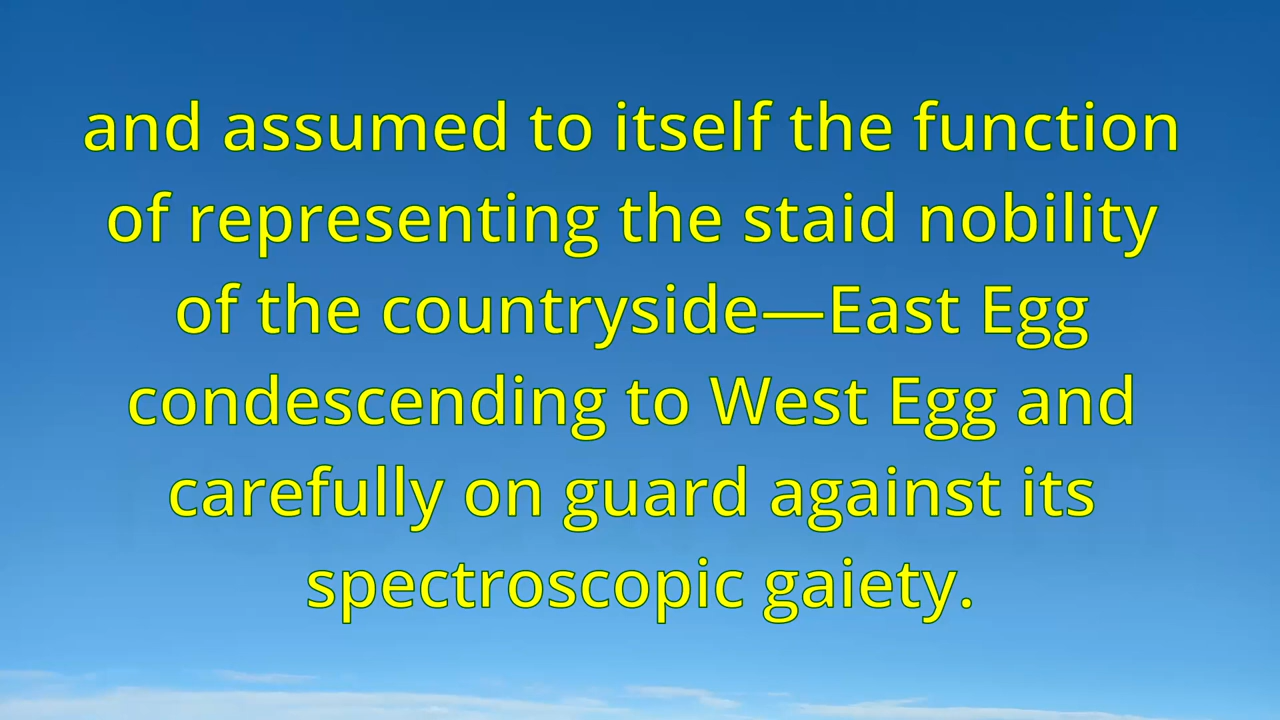 and assumed to itself the function
of representing the staid nobility
of the countryside—East Egg
condescending to West Egg and
carefully on guard against its
spectroscopic gaiety.